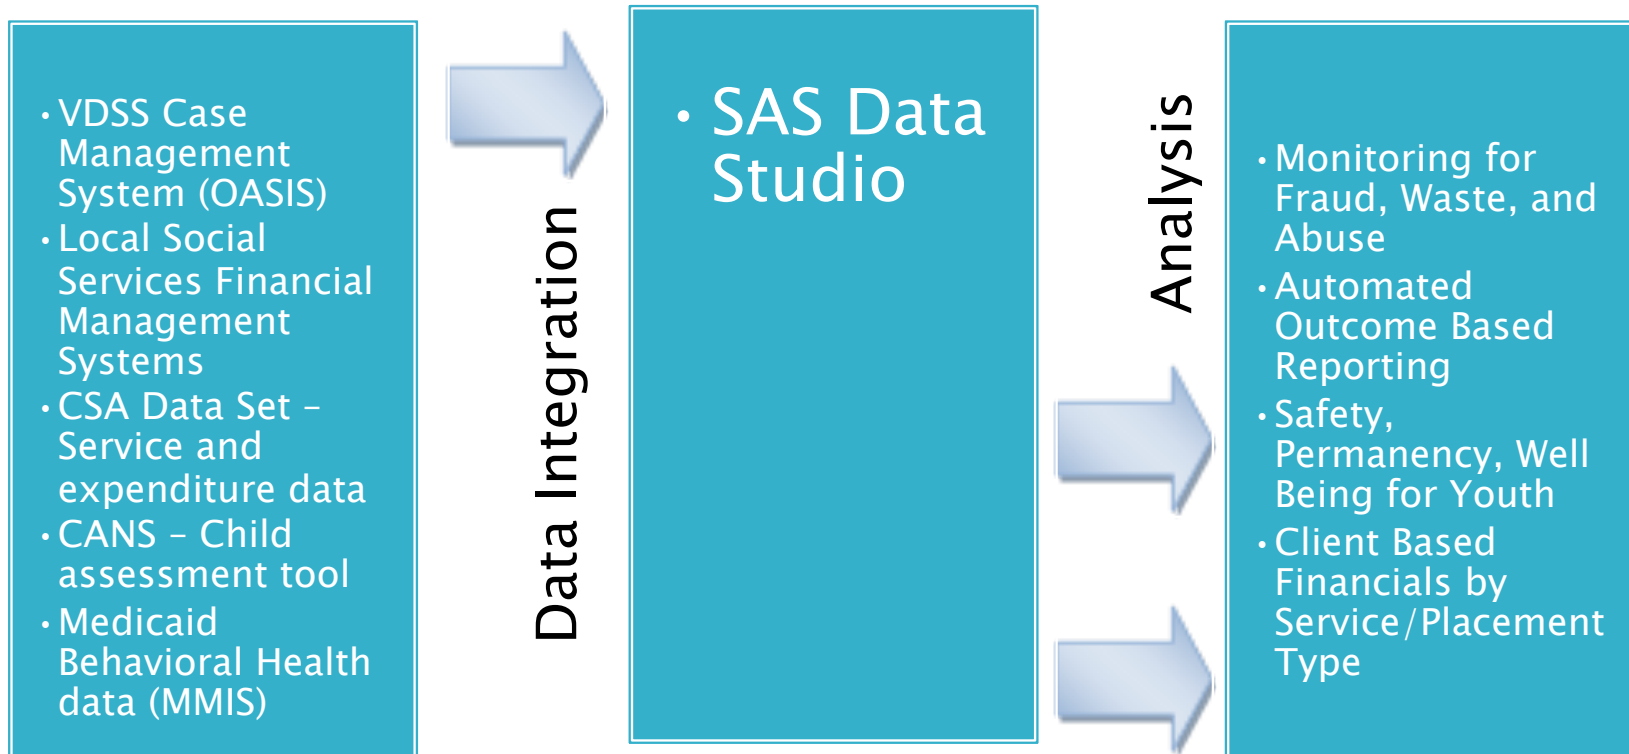 • VDSS Case
Management
System (OASIS)
• Local Social
Services Financial
Management
Systems
• CSA Data Set –
Service and
expenditure data
• CANS – Child
assessment tool
• Medicaid
Behavioral Health
data (MMIS)
Data Integration
• SAS Data
Studio
Analysis
• Monitoring for
Fraud, Waste, and
Abuse
• Automated
Outcome Based
Reporting
• Safety,
Permanency, Well
Being for Youth
• Client Based
Financials by
Service/Placement
Type